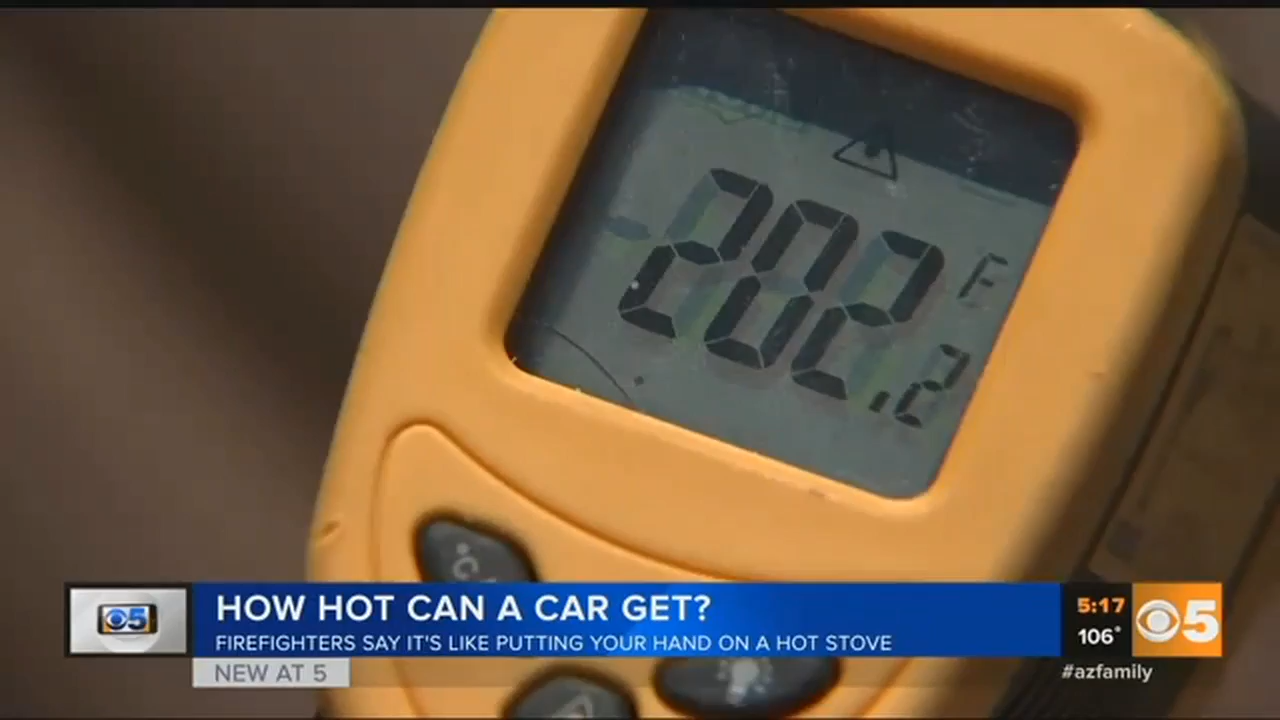 202.2
F
°C
HOW HOT CAN A CAR GET?
FIREFIGHTERS SAY IT'S LIKE PUTTING YOUR HAND ON A HOT STOVE
NEW AT 5
5
5:17
106°
5
#azfamily